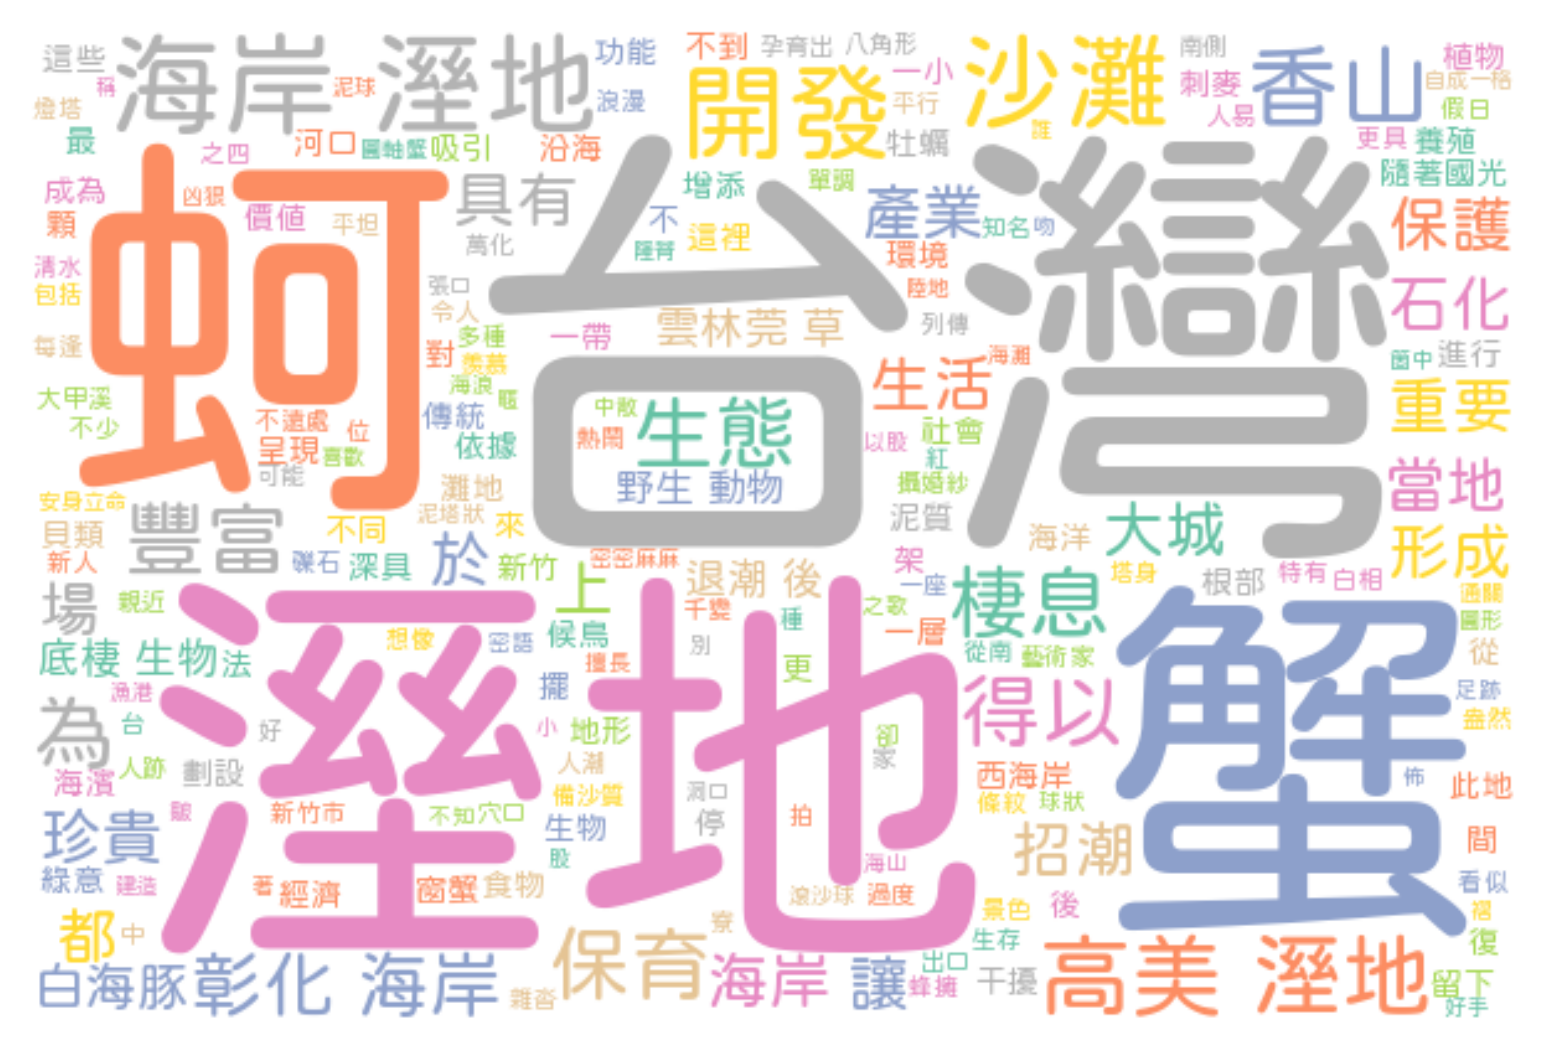 這些
海岸 溼地
功能
不到
孕育出
八角形
沙灘
南側
香山
植物
稱
泥球
浪漫
開發
一小
刺麥
自成一格
燈塔
平行
人易
假日
最
之四
河口
圓軸蟹
吸引
沿海
牡蠣
誰
更具
養殖
蚵
台灣
成為
凶狠
具有
增添
單調
產業
隨著國光
顆
價值
平坦
萬化
不
這裡
知名
吻
保護
清水
環境
包括
張口
陸地
石化
令人
一帶
雲林莞 草
列傳
每逢
多種
對
羨慕
海灘
箇中
進行
大甲溪
海浪
生活
重要
不少
不遠處
位
傳統
中散
生態
熱鬧
以股
社會
呈現
喜歡
依據
紅
可能
野生 動物
攝婚紗
當地
安身立命
灘地
豐富
貝類
不同
泥塔狀
來
泥質
海洋
大城
形成
新人
礫石
深具
於
新竹
密密麻麻
退潮 後
架
塔身
根部
特有
白相
場
親近
溼地
上
千變
一座
棲息
蟹
通關
圓形
想像
密語
候鳥
種
之歌
底棲 生物
法
別
一層
從南
藝術家
從
擅長
更
漁港
擺
得以
足跡
為
台
好
小
地形
卻
盎然
海濱
人跡
劃設
人潮
家
西海岸
佈
此地
新竹市
不知
穴口
備沙質
洞口
條紋
球狀
珍貴
生物
停
拍
招潮
間
股
海山
綠意
建造
著
經濟
窗蟹
食物
滾沙球
過度
看似
都
中
寮
景色
後
褶
保育
生存
高美 溼地
復
白海豚
彰化 海岸
雜沓
海岸
讓
出口
蜂擁
干擾
留下
好手